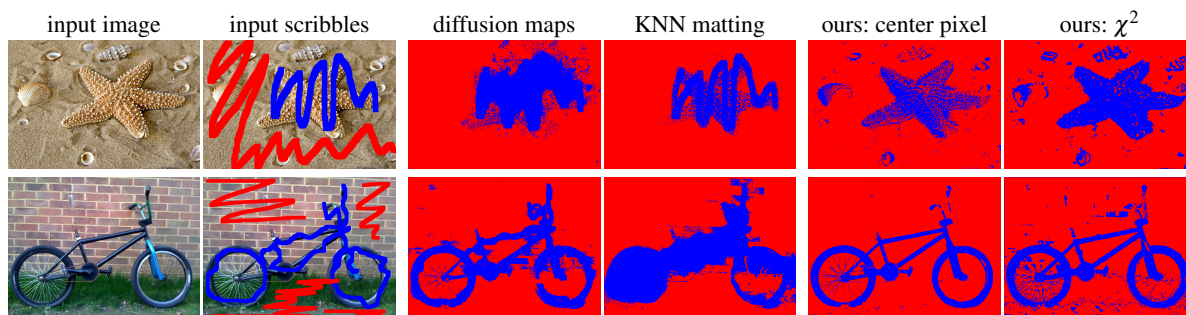 input image input scribbles diffusion maps KNN matting ours: center pixel ours: χ²